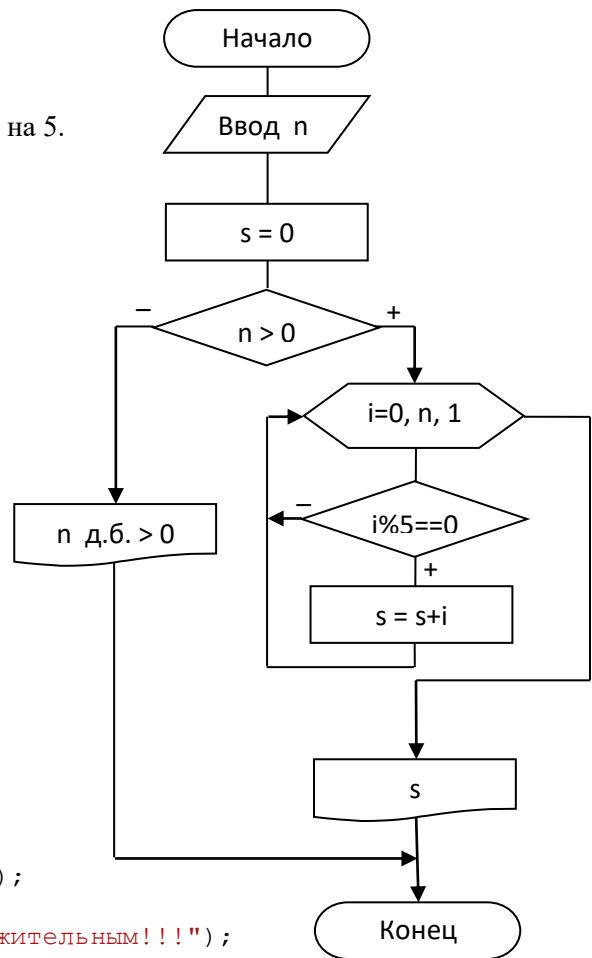 Начало
на 5.
Ввод n
s = 0
– +
n > 0
i=0, n, 1
–
i%5==0
n д.б. > 0
+
s = s+i
s
);
жительным!!!");
Конец